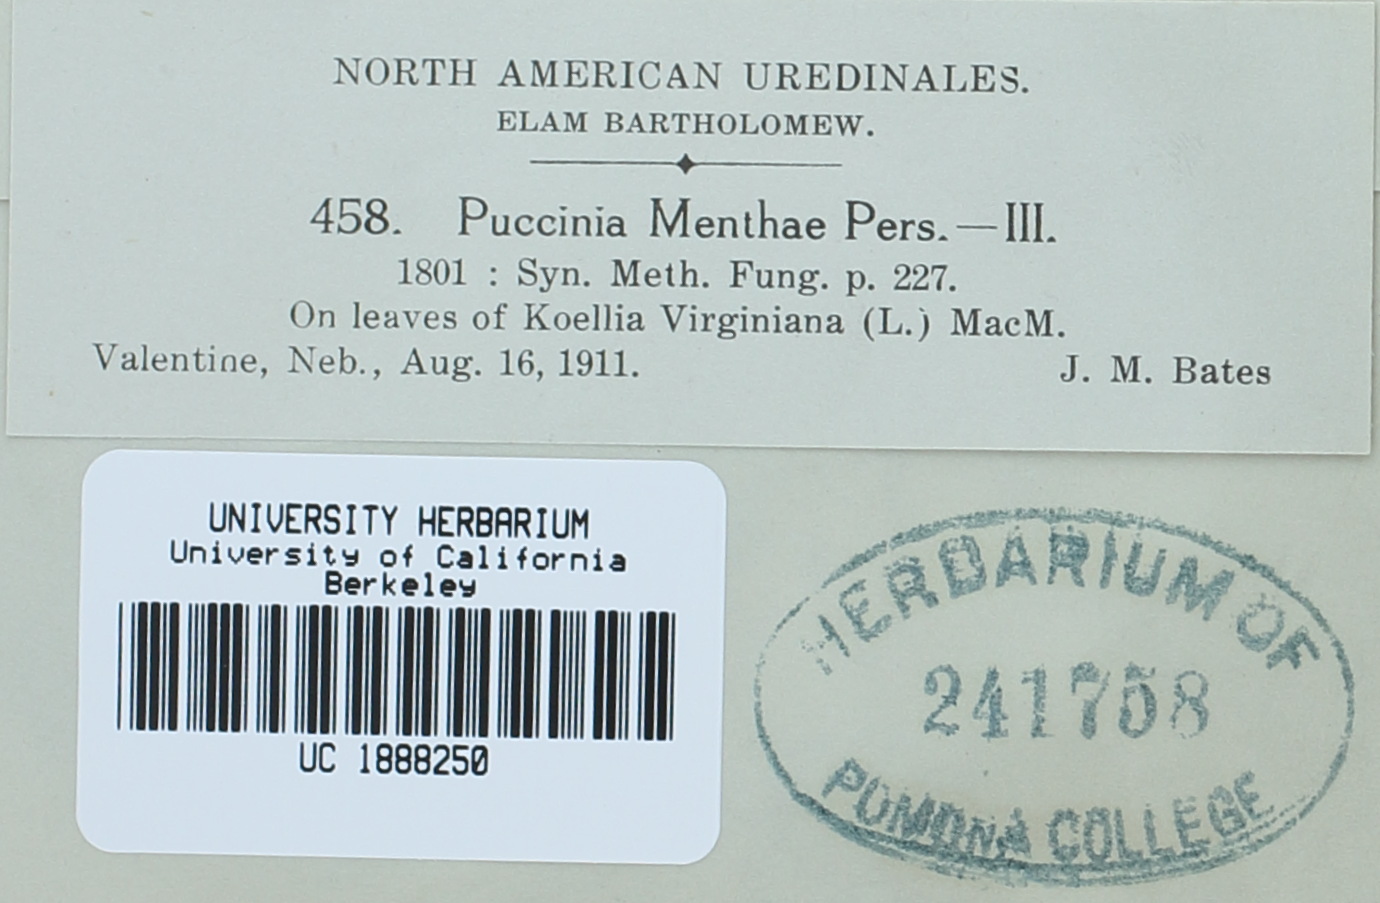 NORTH AMERICAN UREDINALES.
ELAM BARTHOLOMEW.
458. Puccinia Menthae Pers.—III.
1801 : Syn. Meth. Fung. p. 227.
On leaves of Koellia Virginiana (L.) MacM.
Valentine, Neb., Aug. 16, 1911. J. M. Bates
UNIVERSITY HERBARIUM
University of California
Berkeley
UC 1888250
HERBARIUM OF
241758
POMONA COLLEGE